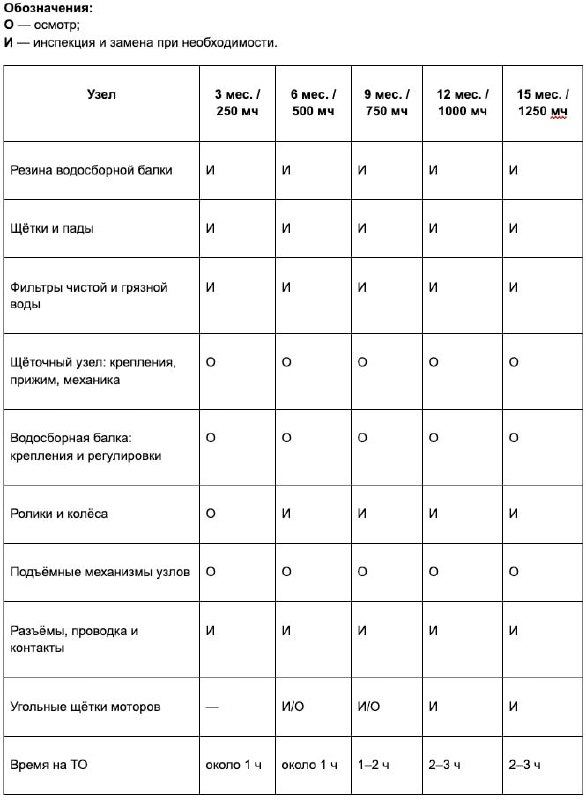 Обозначения:
О — осмотр;
И — инспекция и замена при необходимости.
Узел 3 мес. / 250 мч 6 мес. / 500 мч 9 мес. / 750 мч 12 мес. / 1000 мч 15 мес. / 1250 мч
Резина водосборной балки И И И И И
Щётки и пады И И И И И
Фильтры чистой и грязной И И И И И
воды
Щёточный узел: крепления, О О О О О
прижим, механика
Водосборная балка: О О О О О
крепления и регулировки
Ролики и колёса О И И И И
Подъёмные механизмы узлов О О О О О
Разъёмы, проводка и И И И И И
контакты
Угольные щётки моторов — И/О И/О И И
Время на ТО около 1 ч около 1 ч 1–2 ч 2–3 ч 2–3 ч